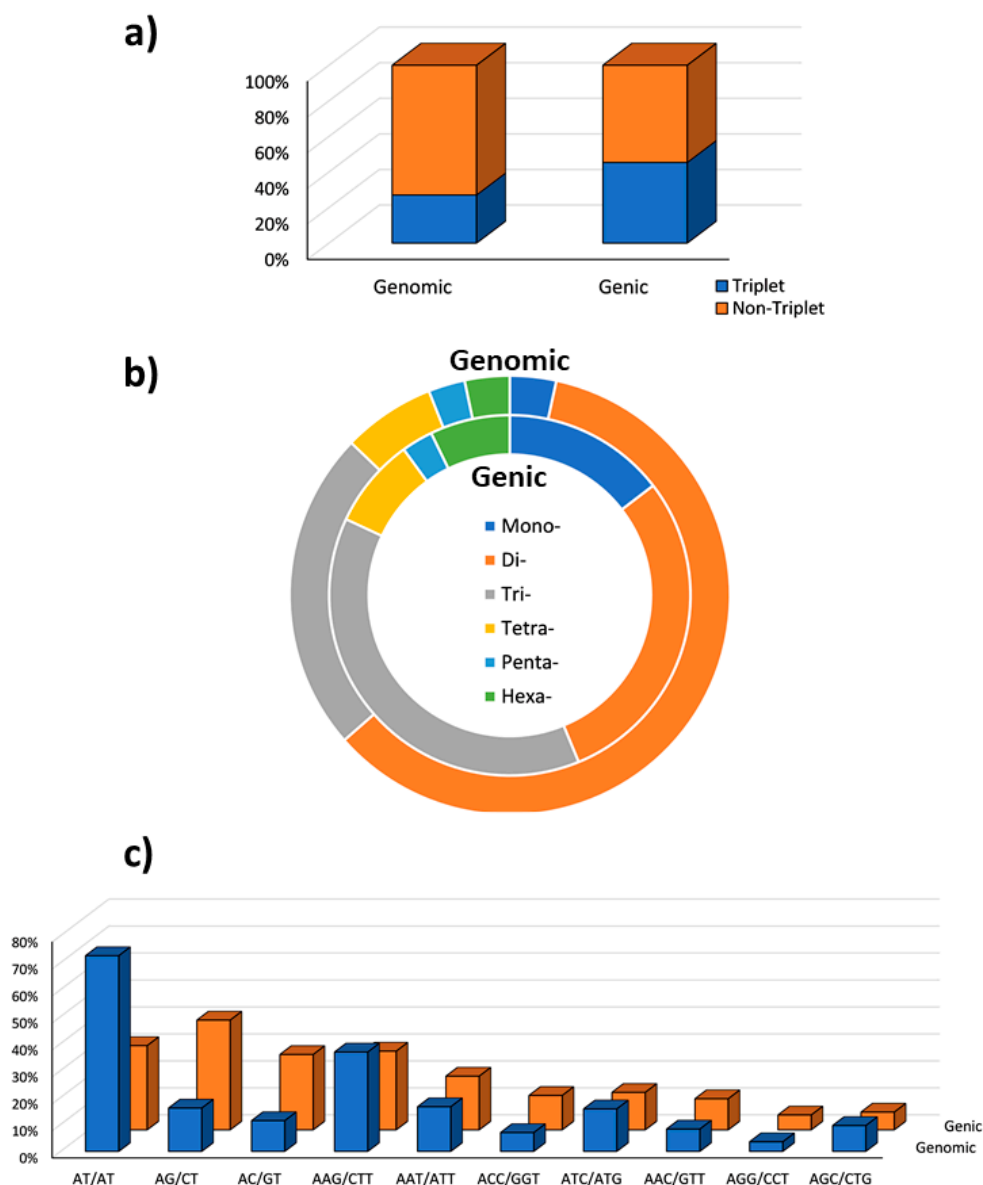 a)
100%
80%
60%
40%
20%
0%
Genomic Genic
Triplet
Non-Triplet
b)
Genomic
Genic
Mono-
Di-
Tri-
Tetra-
Penta-
Hexa-
c)
80%
70%
60%
50%
40%
30%
20%
10%
0%
Genic
Genomic
AT/AT AG/CT AC/GT AAG/CTT AAT/ATT ACC/GGT ATC/ATG AAC/GTT AGG/CCT AGC/CTG